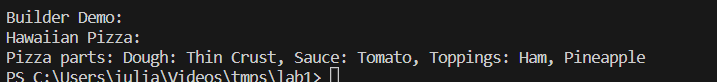 Builder Demo:
Hawaiian Pizza:
Pizza parts: Dough: Thin Crust, Sauce: Tomato, Toppings: Ham, Pineapple
PS C:\Users\iulia\Videos\tmps\lab1>